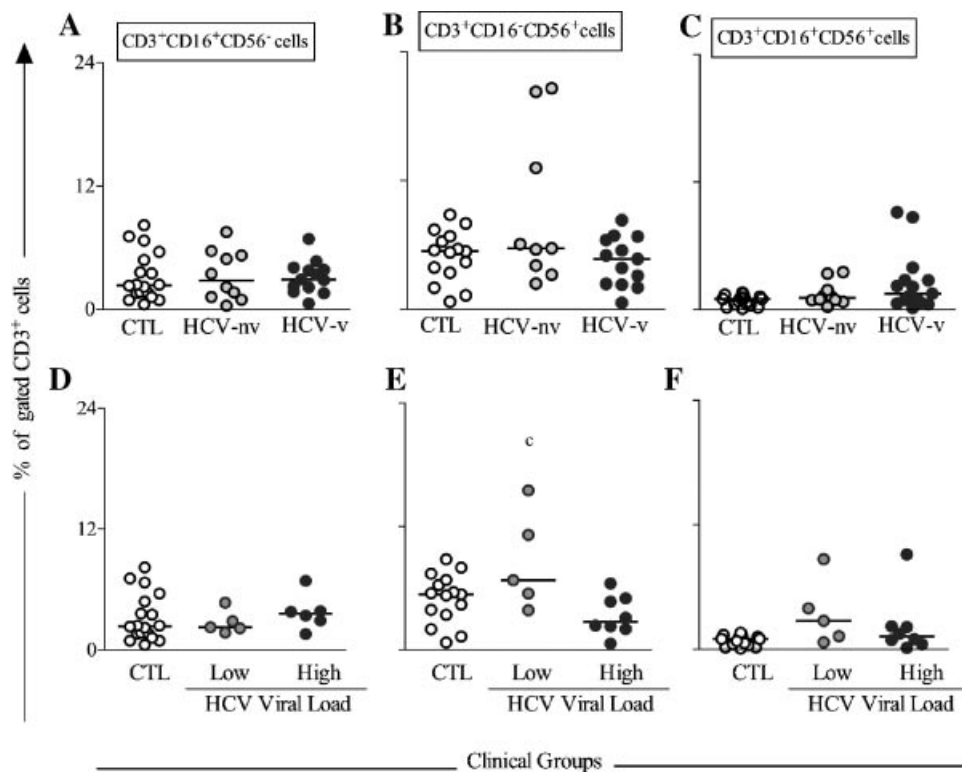 A
CD3⁺CD16⁺CD56⁻ cells
B
CD3⁺CD16⁻CD56⁺cells
C
CD3⁺CD16⁺CD56⁺cells
24
12
0
CTL HCV-nv HCV-v
CTL HCV-nv HCV-v
CTL HCV-nv HCV-v
% of gated CD3⁺ cells
D
E
F
24
12
0
c
CTL Low High
HCV Viral Load
CTL Low High
HCV Viral Load
CTL Low High
HCV Viral Load
Clinical Groups